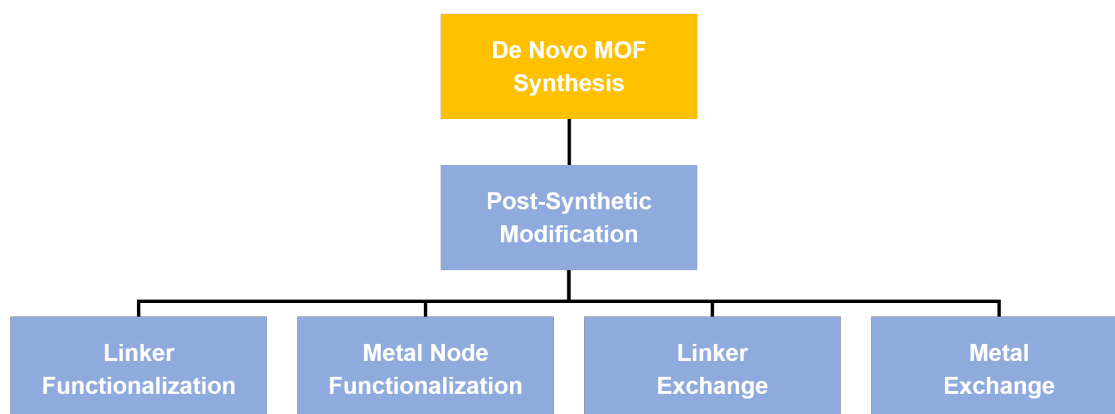 De Novo MOF
Synthesis
Post-Synthetic
Modification
Linker
Functionalization
Metal Node
Functionalization
Linker
Exchange
Metal
Exchange